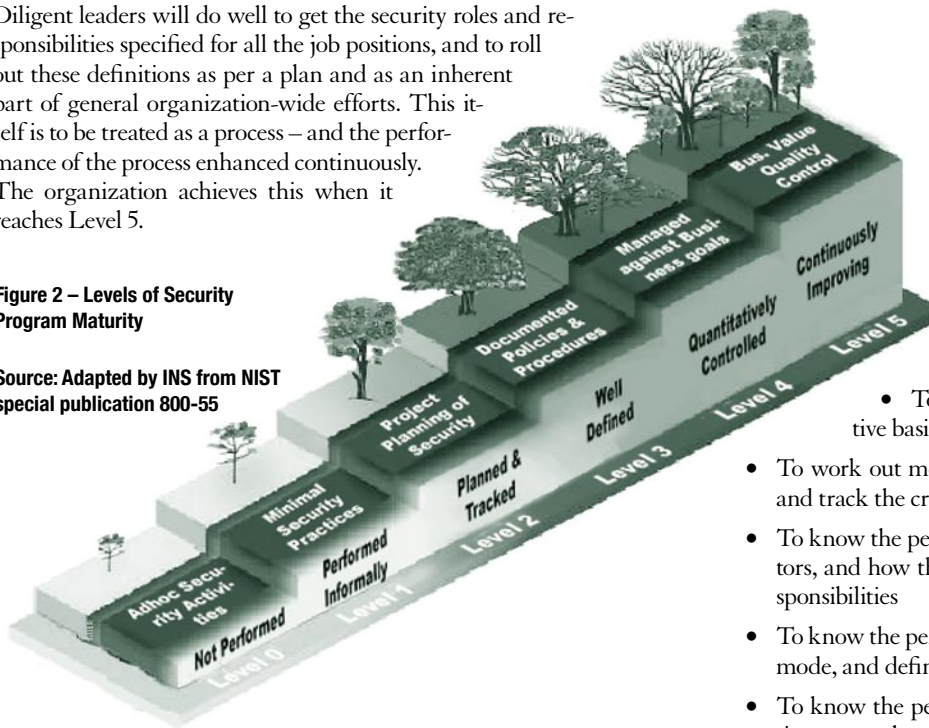 Diligent leaders will do well to get the security roles and re-
sponsibilities specified for all the job positions, and to roll
out these definitions as per a plan and as an inherent
part of general organization-wide efforts. This it-
self is to be treated as a process – and the perfor-
mance of the process enhanced continuously.
The organization achieves this when it
reaches Level 5.
Figure 2 – Levels of Security
Program Maturity
Source: Adapted by INS from NIST
special publication 800-55
Adhoc Secu-
rity Activi-
ties
Not Performed
Level 0
Minimal
Security
Practices
Performed
Informally
Level 1
Project
Planning of
Security
Planned &
Tracked
Level 2
Documented
Policies &
Procedures
Well
Defined
Level 3
Managed
against Busi-
ness goals
Quantitatively
Controlled
Level 4
Bus. Value
Quality
Control
Continuously
Improving
Level 5
• To
tive basi
• To work out m
and track the cr
• To know the pe
tors, and how th
sponsibilities
• To know the pe
mode, and defin
• To know the pe